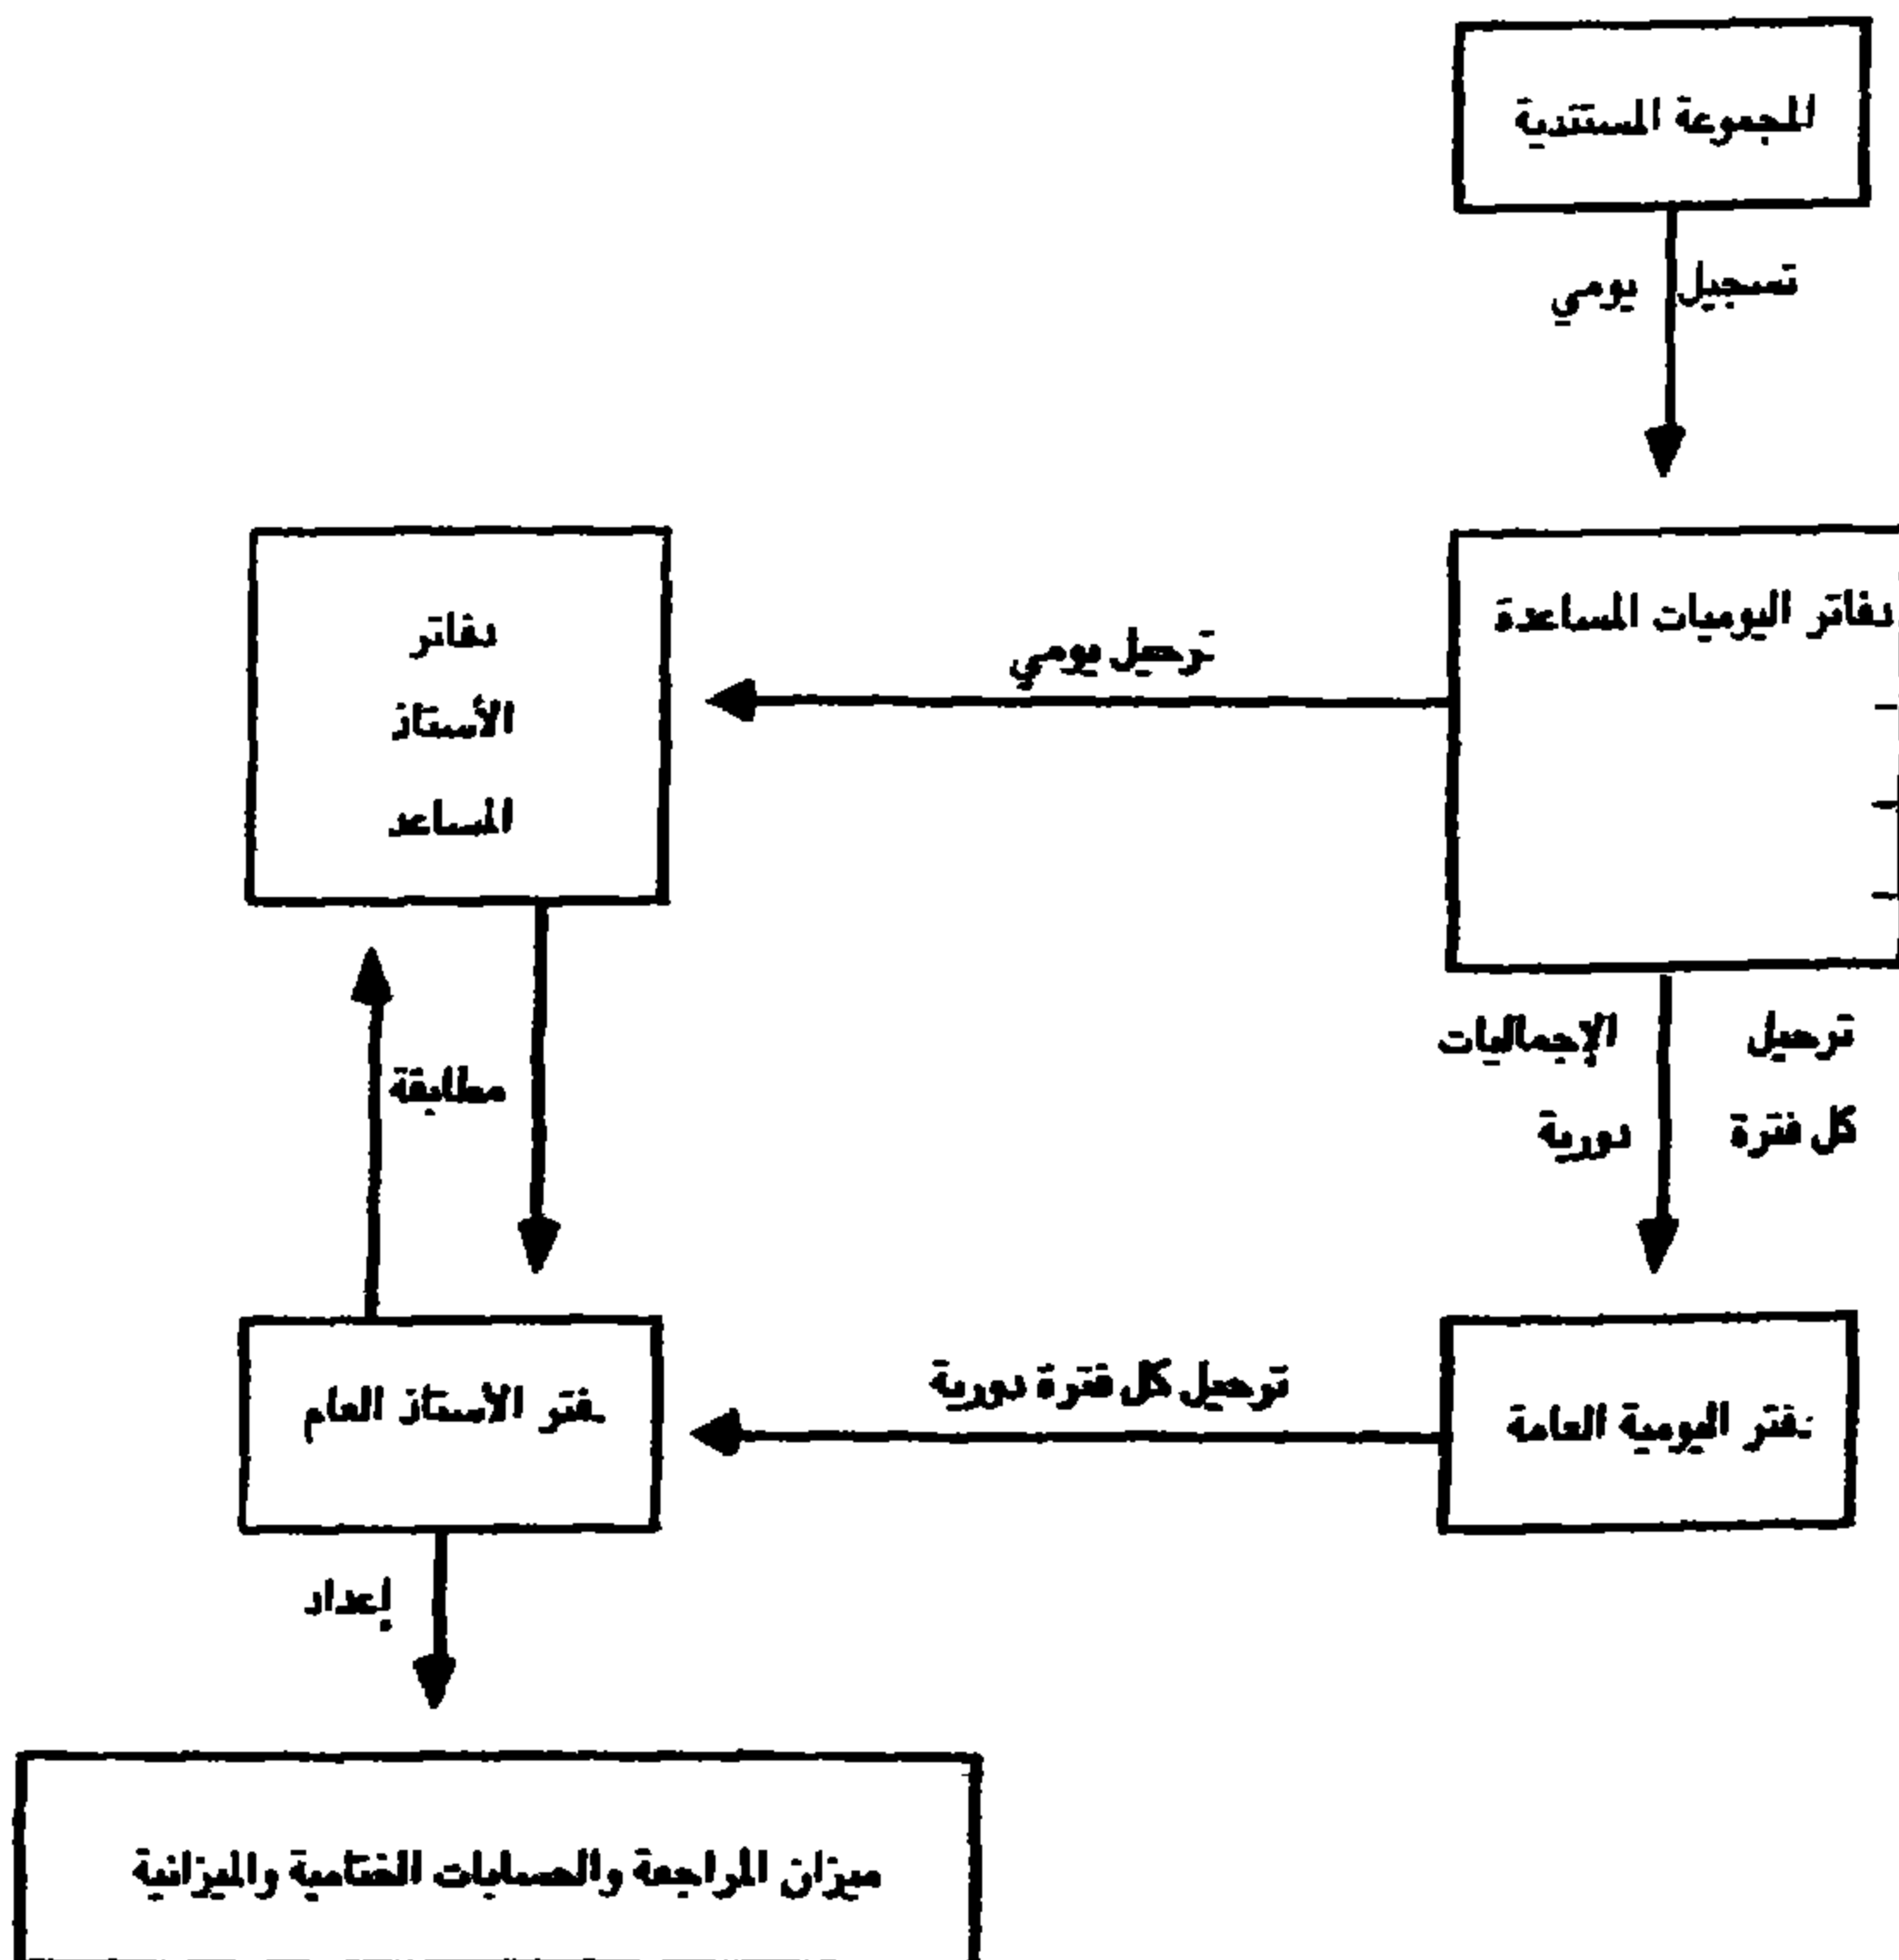 المجموعة المستندية
تسجيل يومي
دفاتر اليوميات المساعدة
ترحيل يومي
دفاتر
الأستاذ
المساعد
ترحيل الإجماليات
كل فترة دورية
مطابقة
دفتر اليومية العامة
ترحيل كل فترة دورية
دفتر الأستاذ العام
إعداد
ميزان المراجعة والحسابات الختامية والميزانية